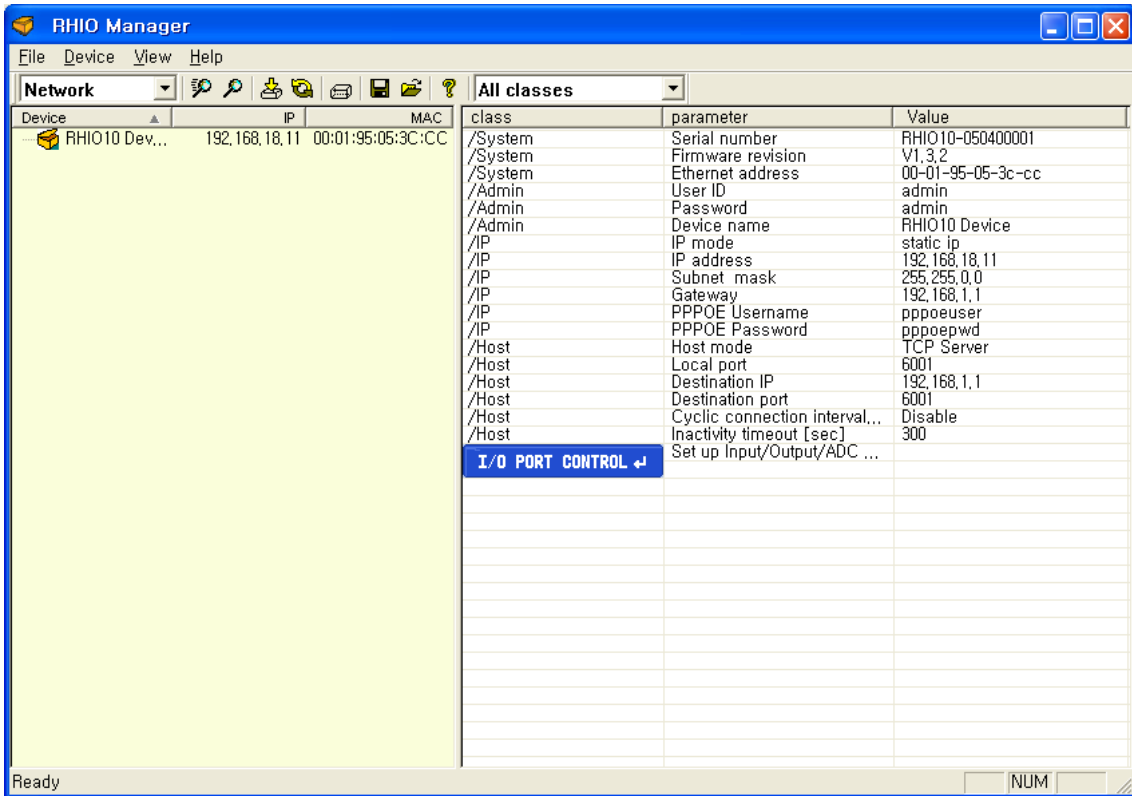 RHIO Manager
File Device View Help
Network All classes
Device IP MAC
RHIO10 Dev... 192,168,18,11 00:01:95:05:3C:CC
class parameter Value
/System Serial number RHIO10-050400001
/System Firmware revision V1,3,2
/System Ethernet address 00-01-95-05-3c-cc
/Admin User ID admin
/Admin Password admin
/Admin Device name RHIO10 Device
/IP IP mode static ip
/IP IP address 192,168,18,11
/IP Subnet mask 255,255,0,0
/IP Gateway 192,168,1,1
/IP PPPOE Username pppoeuser
/IP PPPOE Password pppoepwd
/Host Host mode TCP Server
/Host Local port 6001
/Host Destination IP 192,168,1,1
/Host Destination port 6001
/Host Cyclic connection interval... Disable
/Host Inactivity timeout [sec] 300
I/O PORT CONTROL ↵ Set up Input/Output/ADC ...
Ready NUM